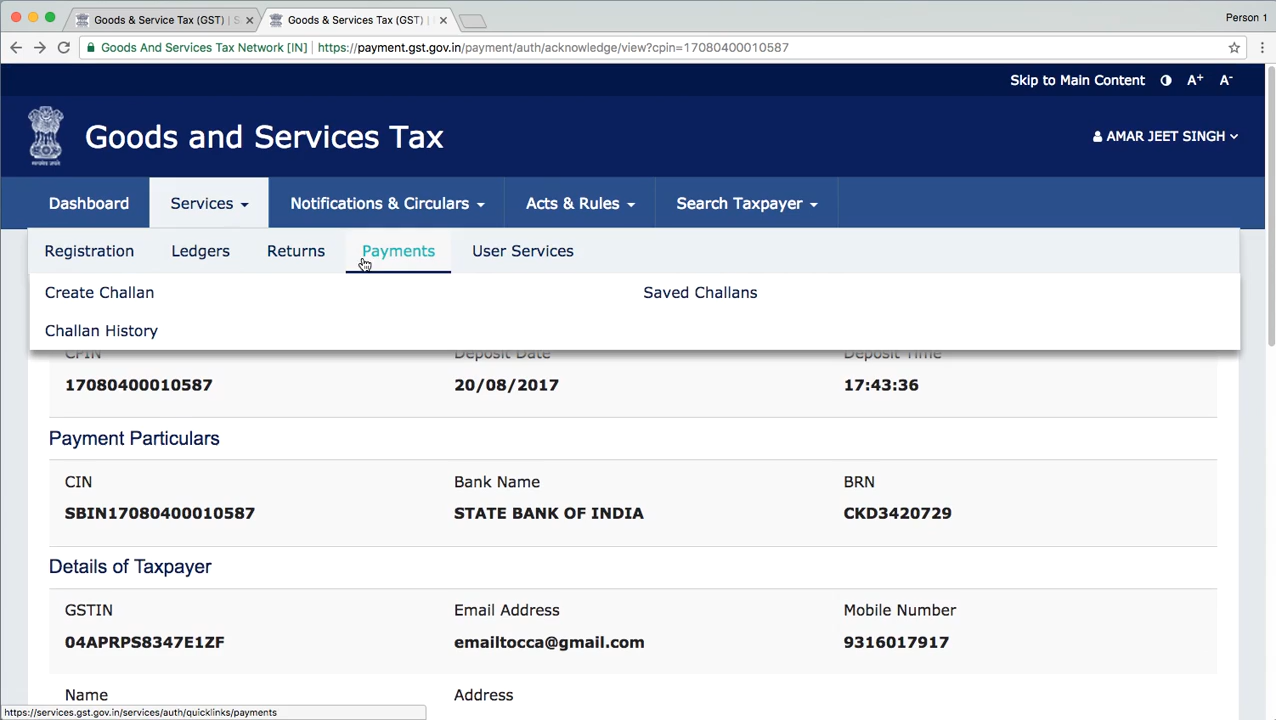 Goods & Service Tax (GST) | S
Goods & Service Tax (GST) |
Person 1
Goods And Services Tax Network [IN]
https://payment.gst.gov.in/payment/auth/acknowledge/view?cpin=17080400010587
Skip to Main Content A+ A-
Goods and Services Tax
AMAR JEET SINGH
Dashboard Services Notifications & Circulars Acts & Rules Search Taxpayer
Registration Ledgers Returns Payments User Services
Create Challan Saved Challans
Challan History
CPIN Deposit Date Deposit Time
17080400010587 20/08/2017 17:43:36
Payment Particulars
CIN Bank Name BRN
SBIN17080400010587 STATE BANK OF INDIA CKD3420729
Details of Taxpayer
GSTIN Email Address Mobile Number
04APRPS8347E1ZF emailtocca@gmail.com 9316017917
Name Address
https://services.gst.gov.in/services/auth/quicklinks/payments